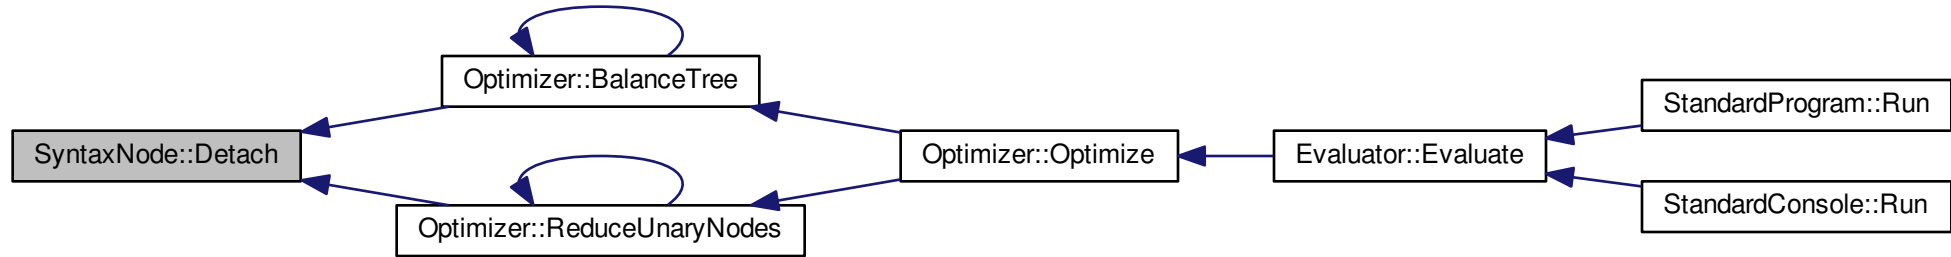 SyntaxNode::Detach
Optimizer::BalanceTree
Optimizer::ReduceUnaryNodes
Optimizer::Optimize
Evaluator::Evaluate
StandardProgram::Run
StandardConsole::Run